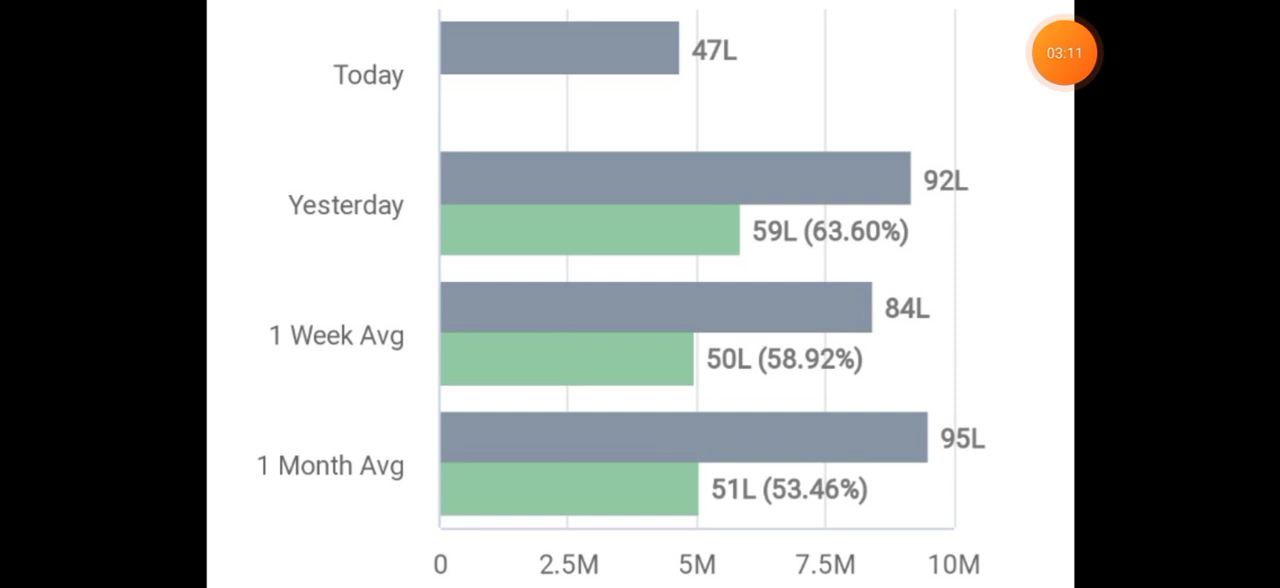 47L
03:11
Today
92L
Yesterday
59L (63.60%)
84L
1 Week Avg
50L (58.92%)
95L
1 Month Avg
51L (53.46%)
0 2.5M 5M 7.5M 10M